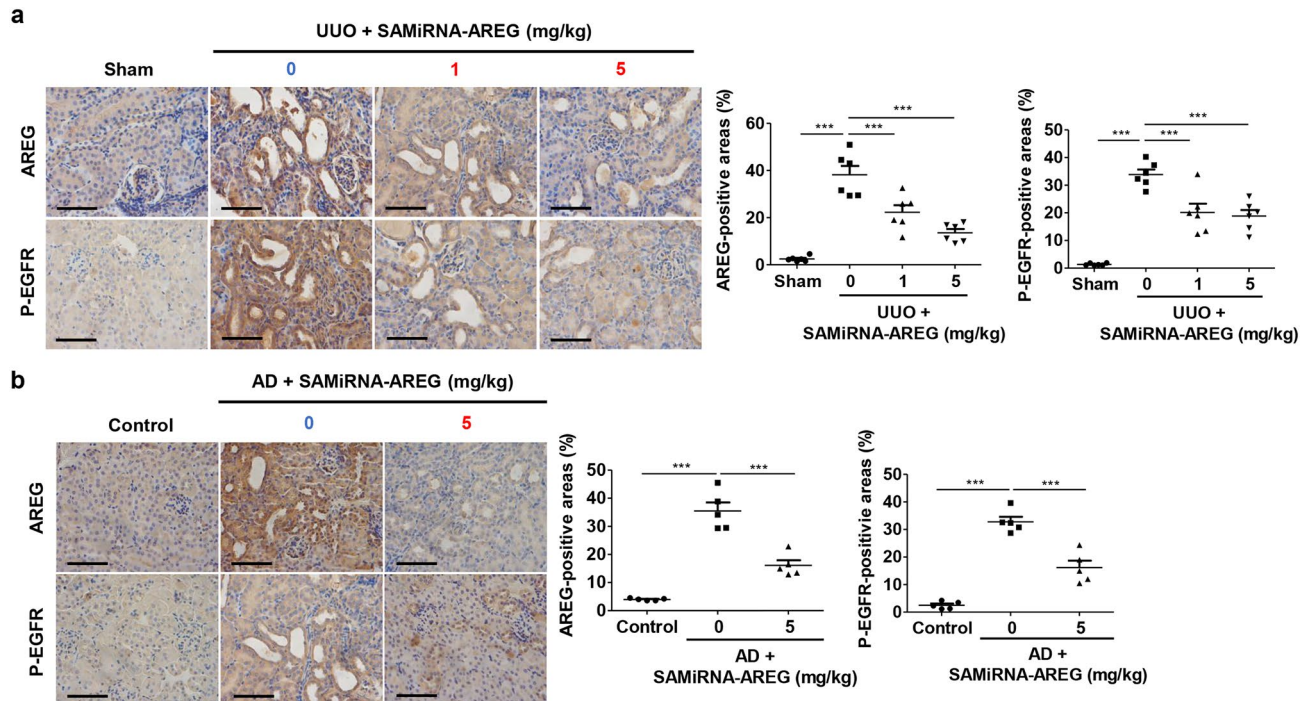 a
UUO + SAMiRNA-AREG (mg/kg)
Sham 0 1 5
AREG
P-EGFR
AREG-positive areas (%)
60
40
20
0
*** *** ***
Sham 0 1 5
UUO +
SAMiRNA-AREG (mg/kg)
P-EGFR-positive areas (%)
50
40
30
20
10
0
*** *** ***
Sham 0 1 5
UUO +
SAMiRNA-AREG (mg/kg)
b
AD + SAMiRNA-AREG (mg/kg)
Control 0 5
AREG
P-EGFR
AREG-positive areas (%)
50
40
30
20
10
0
*** ***
Control 0 5
AD +
SAMiRNA-AREG (mg/kg)
P-EGFR-positivie areas (%)
50
40
30
20
10
0
*** ***
Control 0 5
AD +
SAMiRNA-AREG (mg/kg)